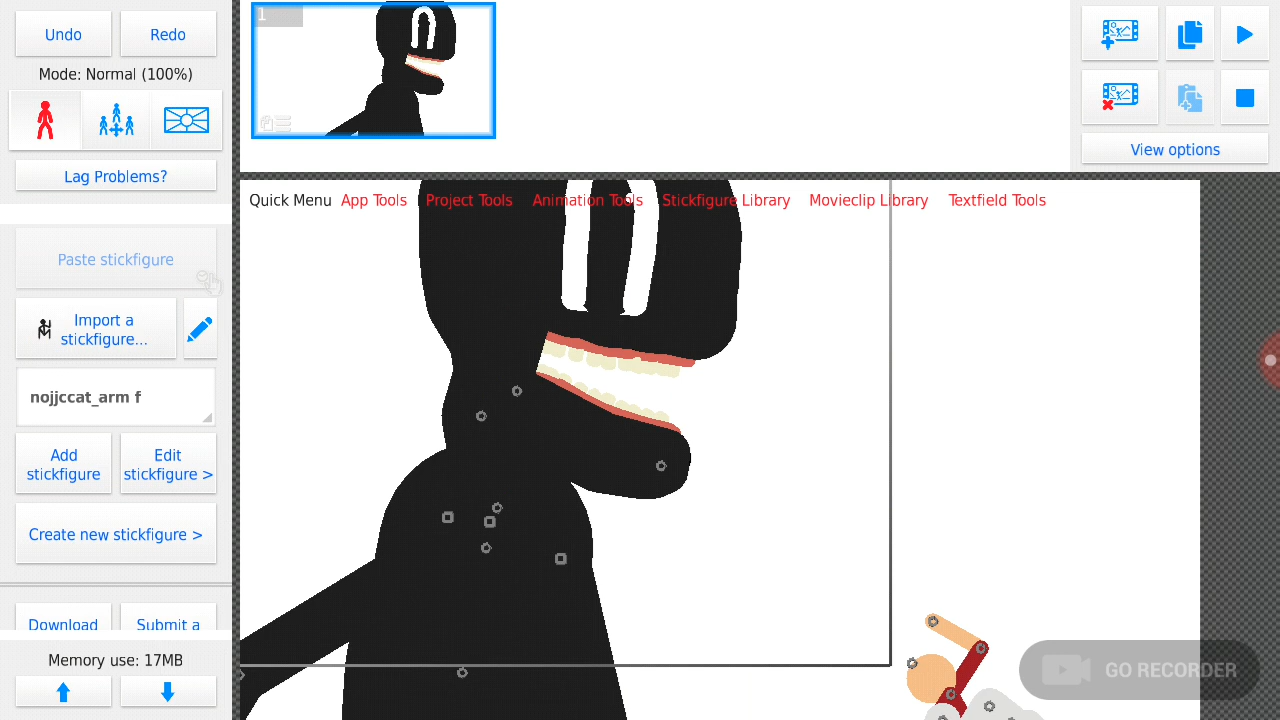 Undo
Redo
Mode: Normal (100%)
Lag Problems?
Paste stickfigure
Import a
stickfigure...
nojjccat_arm f
Add
stickfigure
Edit
stickfigure >
Create new stickfigure >
Download
Submit a
Memory use: 17MB
1
View options
Quick Menu
App Tools
Project Tools
Animation Tools
Stickfigure Library
Movieclip Library
Textfield Tools
GO RECORDER